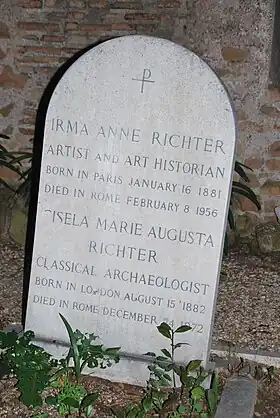 IRMA ANNE RICHTER
ARTIST AND ART HISTORIAN
BORN IN PARIS JANUARY 16 1881
DIED IN ROME FEBRUARY 8 1956
GISELA MARIE AUGUSTA
RICHTER
CLASSICAL ARCHAEOLOGIST
BORN IN LONDON AUGUST 15 1882
DIED IN ROME DECEMBER